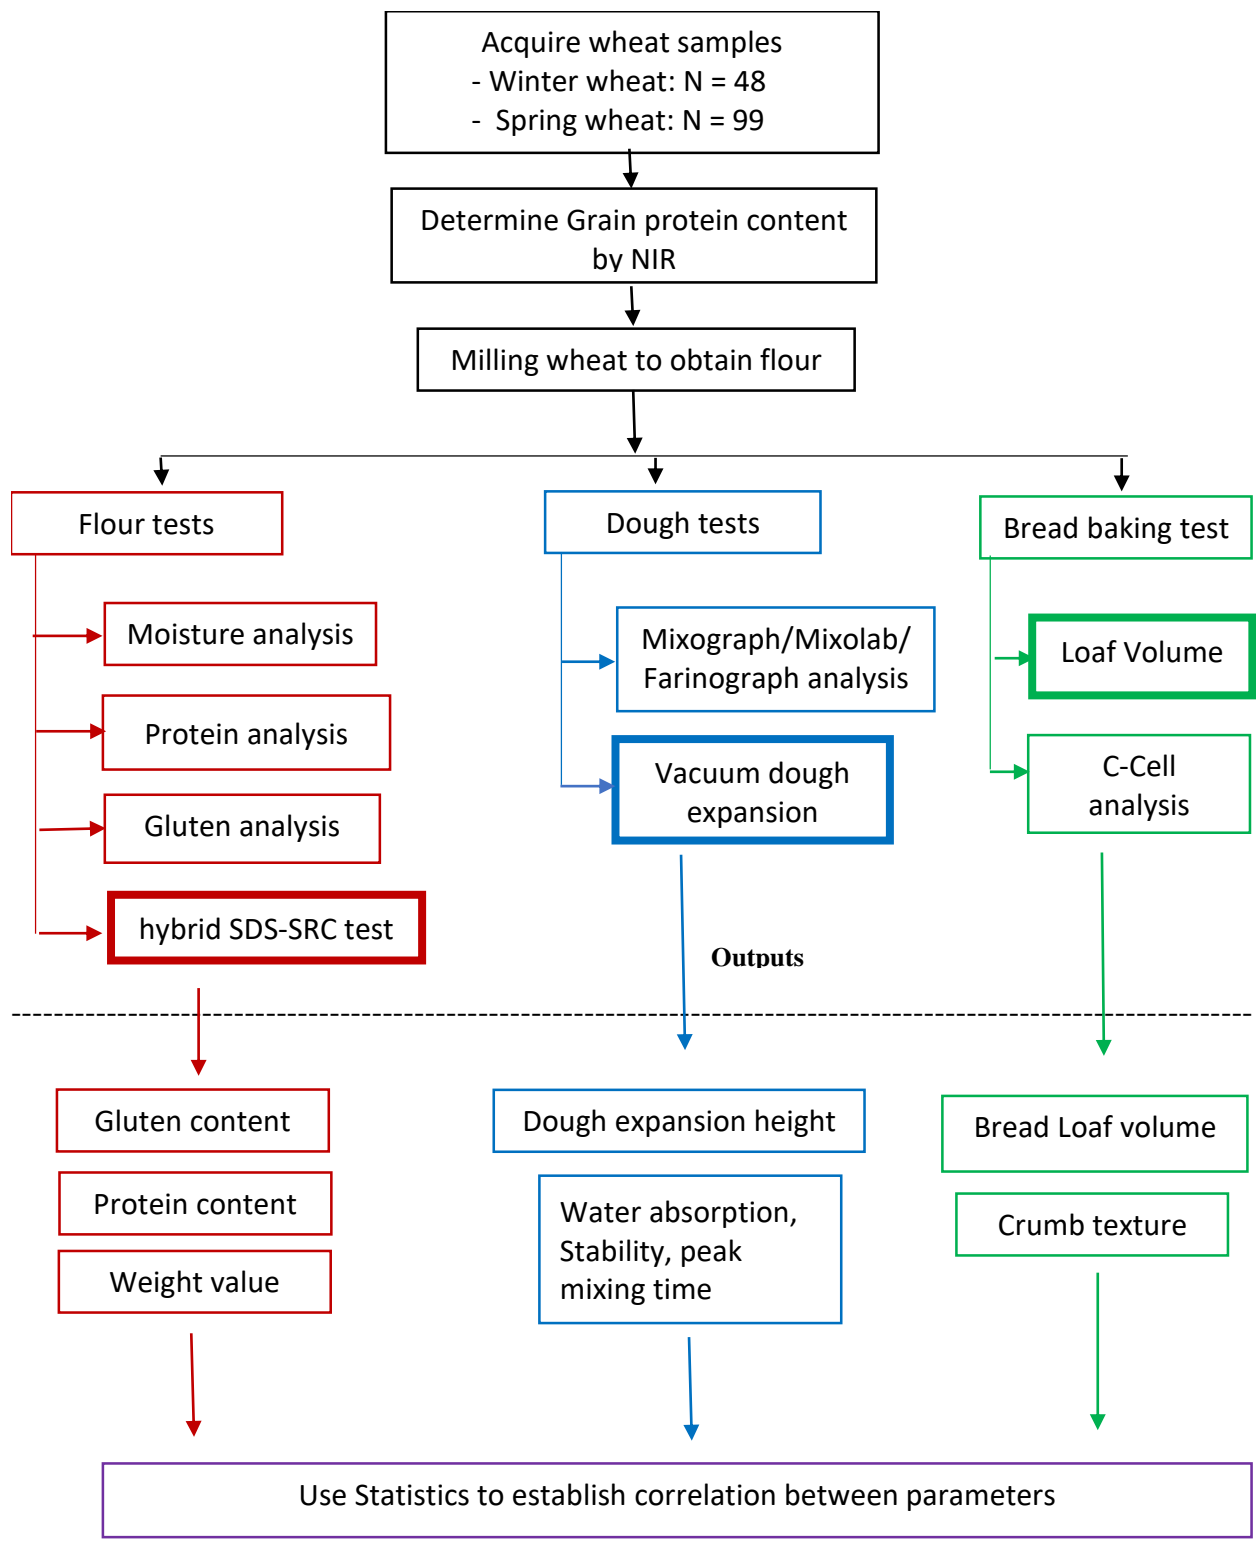 Acquire wheat samples
- Winter wheat: N = 48
- Spring wheat: N = 99
Determine Grain protein content
by NIR
Milling wheat to obtain flour
Flour tests
Dough tests
Bread baking test
Moisture analysis
Protein analysis
Gluten analysis
hybrid SDS-SRC test
Mixograph/Mixolab/
Farinograph analysis
Vacuum dough
expansion
Loaf Volume
C-Cell
analysis
Outputs
Gluten content
Protein content
Weight value
Dough expansion height
Water absorption,
Stability, peak
mixing time
Bread Loaf volume
Crumb texture
Use Statistics to establish correlation between parameters